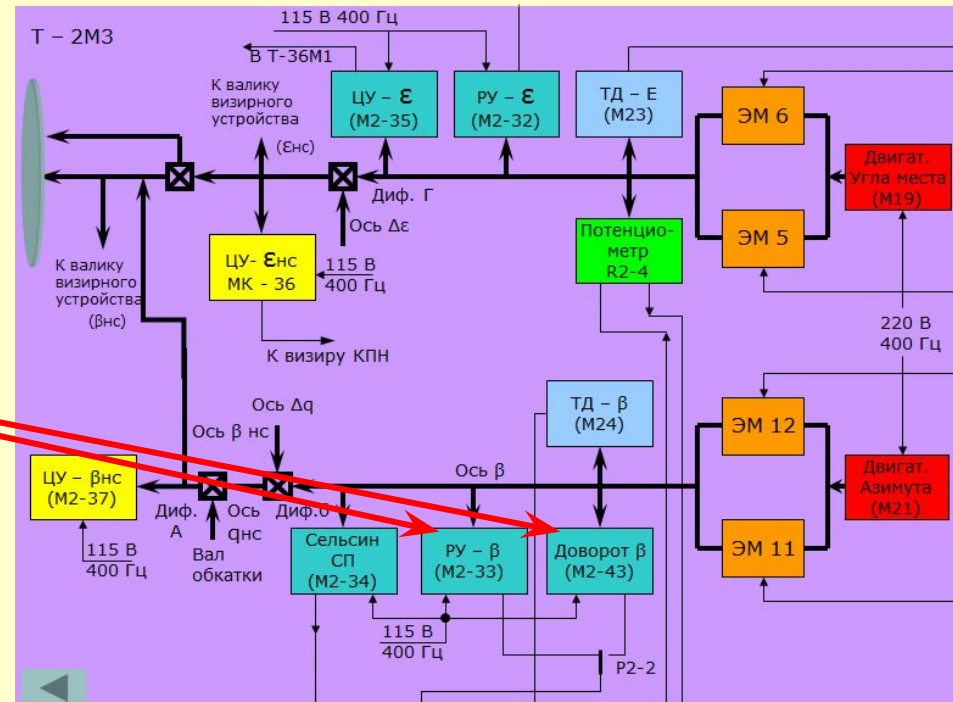 Т – 2М3
115 В 400 Гц
В Т-36М1
К валику
визирного
устройства
(Ɛнс)
ЦУ – Ɛ
(М2-35)
РУ – Ɛ
(М2-32)
ТД – Е
(М23)
ЭМ 6
Двигат.
Угла места
(М19)
ЭМ 5
Диф. Г
Ось Δε
Потенцио-
метр
R2-4
К валику
визирного
устройства
(βнс)
ЦУ- Ɛнс
МК - 36
115 В
400 Гц
К визиру КПН
220 В
400 Гц
ТД – β
(М24)
ЭМ 12
Ось Δq
Ось β нс
Ось β
Двигат.
Азимута
(М21)
ЦУ – βнс
(М2-37)
Диф.
А
Ось
qнс
Диф.б
Вал
обкатки
115 В
400 Гц
Сельсин
СП
(М2-34)
РУ – β
(М2-33)
Доворот β
(М2-43)
ЭМ 11
115 В
400 Гц
Р2-2